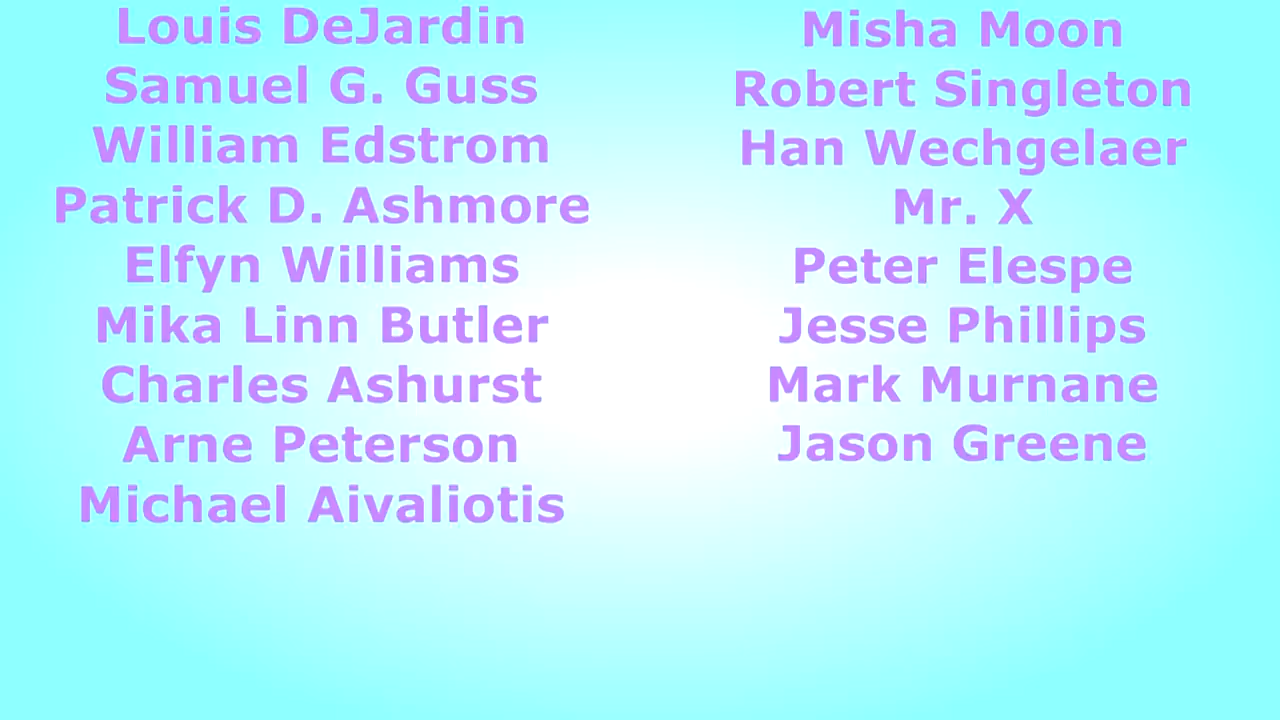 Louis DeJardin
Samuel G. Guss
William Edstrom
Patrick D. Ashmore
Elfyn Williams
Mika Linn Butler
Charles Ashurst
Arne Peterson
Michael Aivaliotis
Misha Moon
Robert Singleton
Han Wechgelaer
Mr. X
Peter Elespe
Jesse Phillips
Mark Murnane
Jason Greene